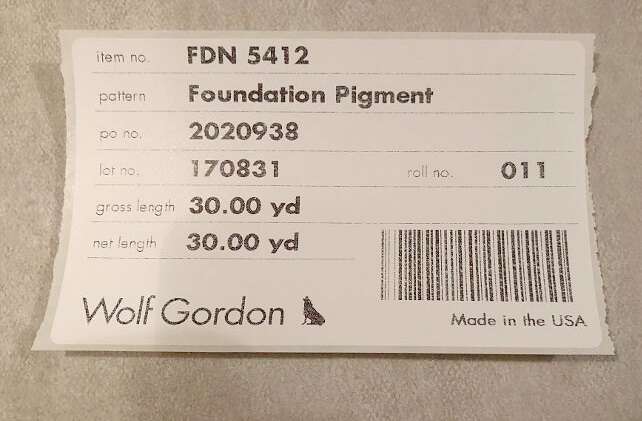 item no. FDN 5412
pattern Foundation Pigment
po no. 2020938
lot no. 170831 roll no. 011
gross length 30.00 yd
net length 30.00 yd
Wolf Gordon
Made in the USA